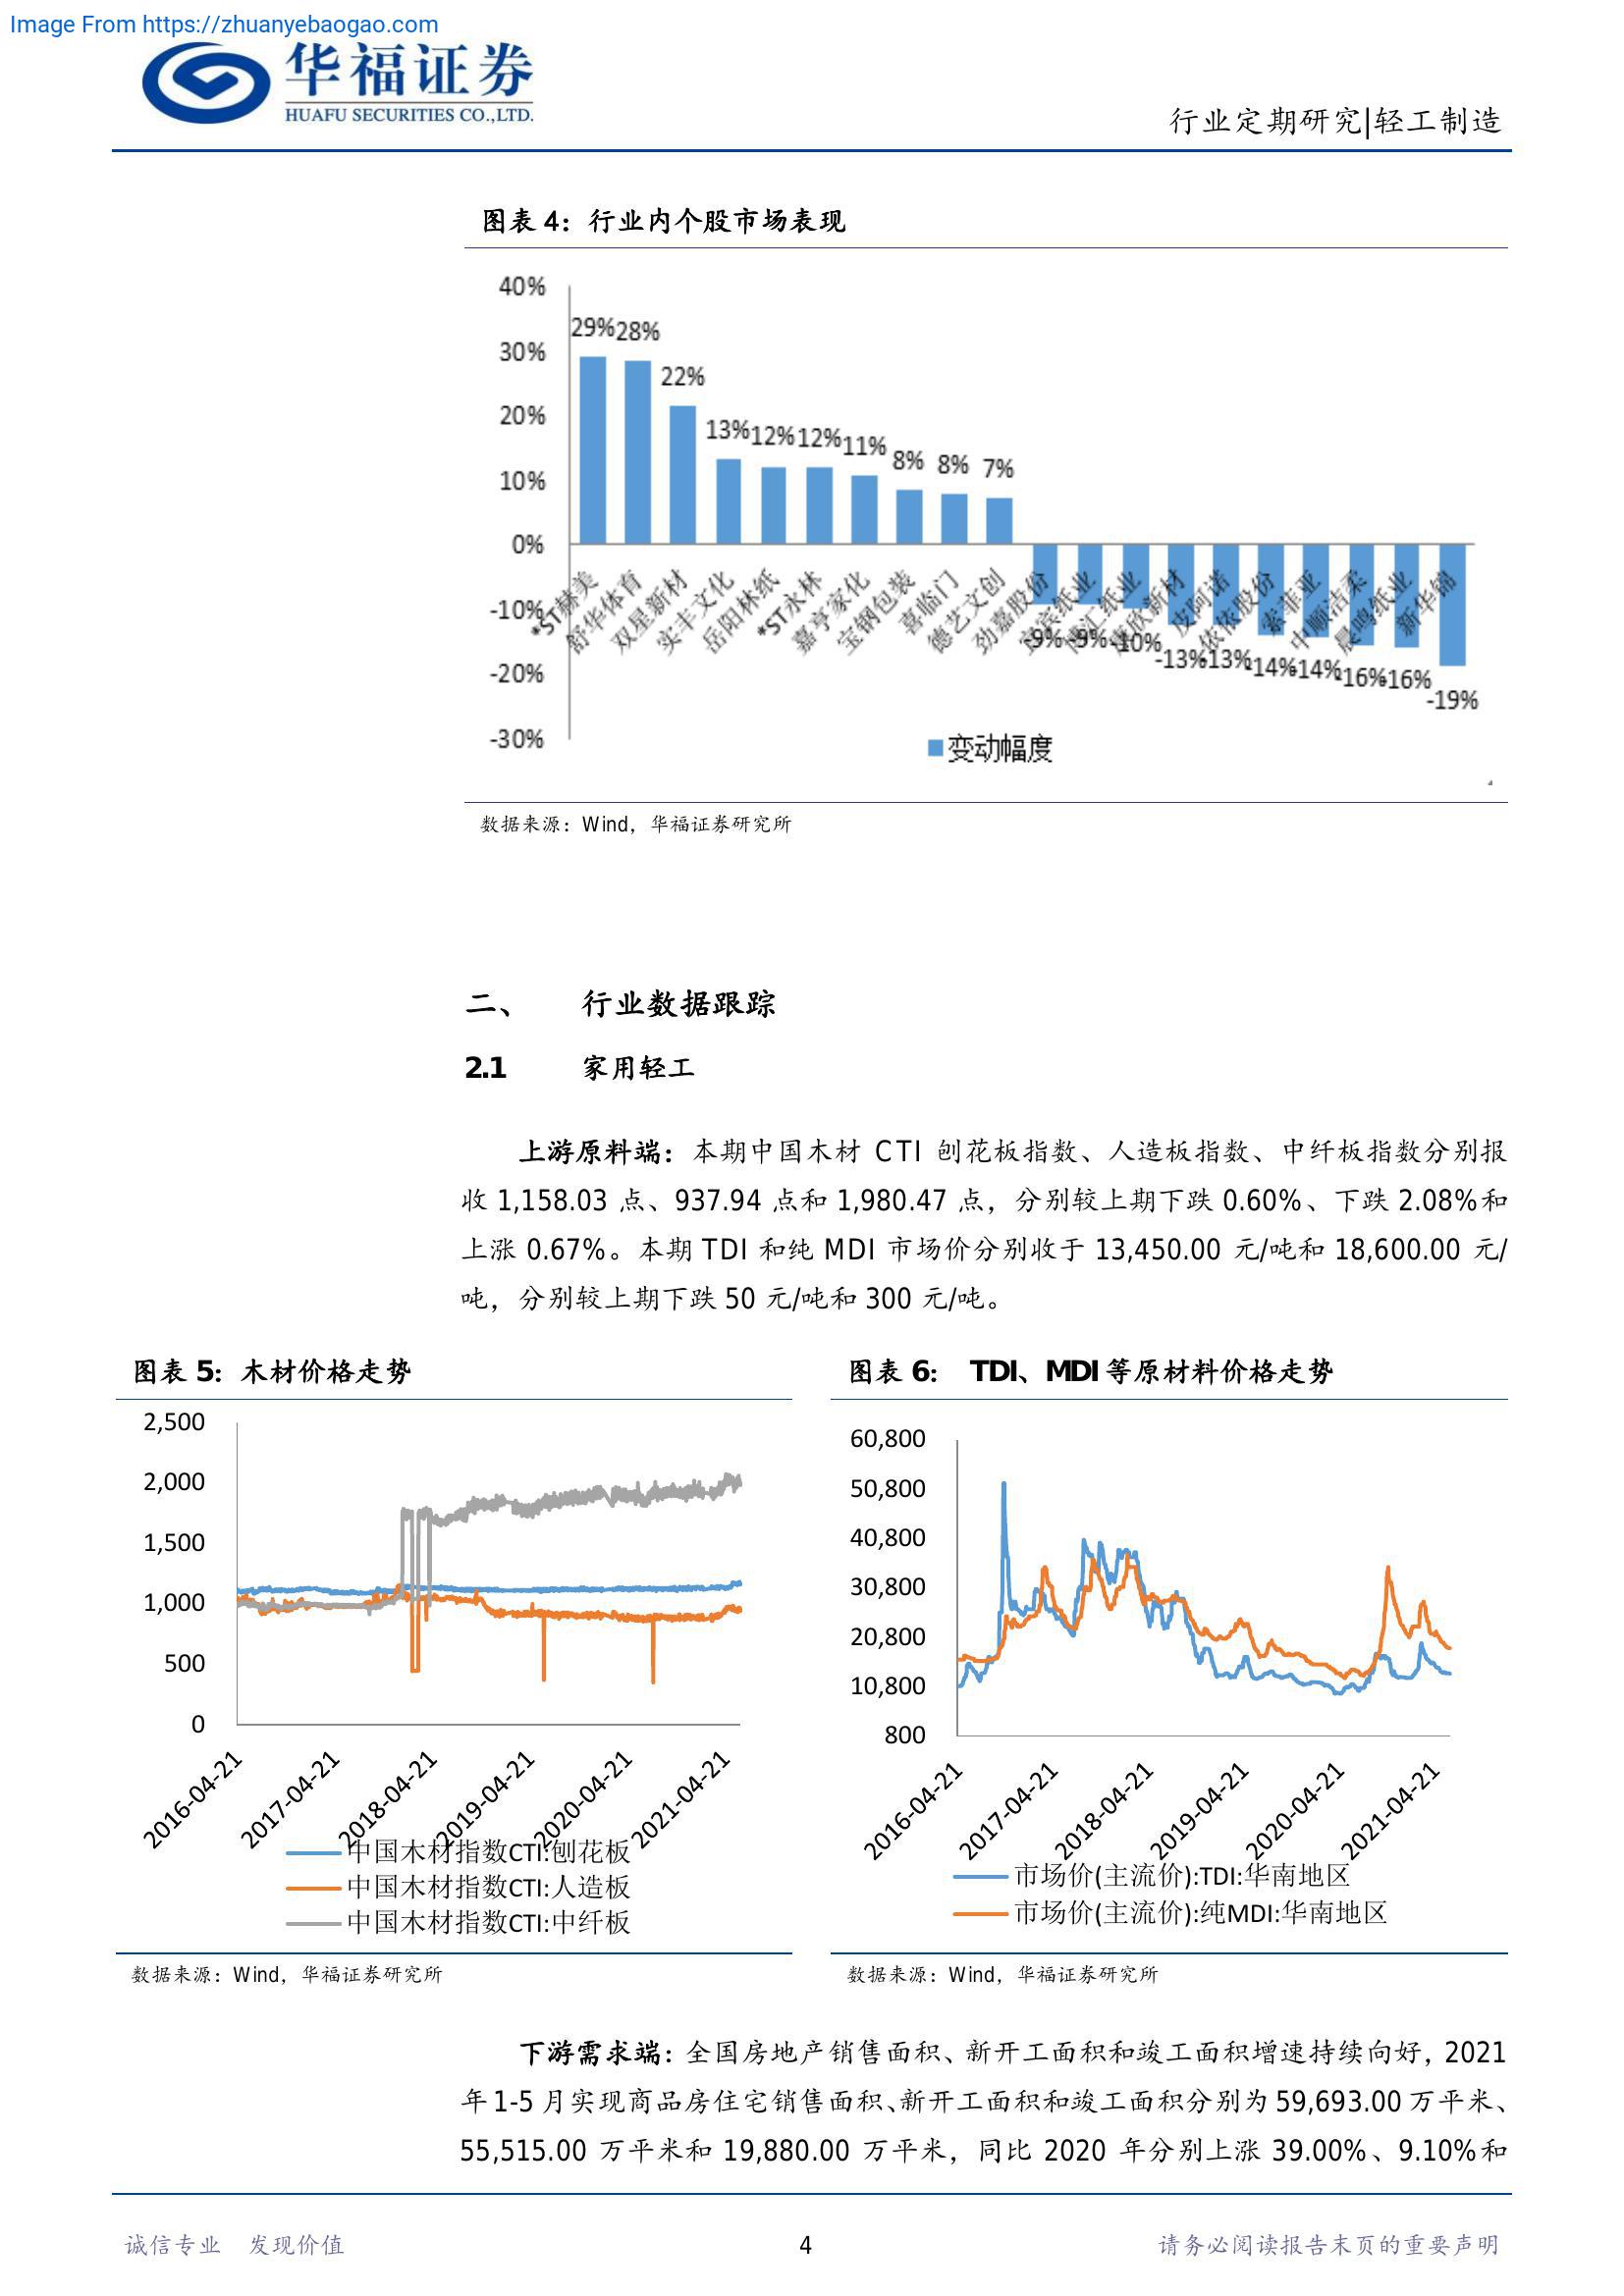 Image From https://zhuanyebaogao.com
华福证券
HUAFU SECURITIES CO.,LTD.
行业定期研究|轻工制造
图表 4：行业内个股市场表现
40%
30%
20%
10%
0%
-10%
-20%
-30%
29% 28% 22% 13% 12% 12% 11% 8% 8% 7% -9% -9% -10% -13% -13% -14% -14% -16% -16% -19%
*ST赫美 舒华体育 双星新材 实丰文化 岳阳林纸 *ST永林 嘉亨家化 宝钢包装 喜临门 德艺文创 劲嘉股份 宜宾纸业 博汇纸业 康欣新材 皮阿诺 依依股份 索菲亚 中顺洁柔 晨鸣纸业 新华锦
变动幅度
数据来源：Wind，华福证券研究所
二、 行业数据跟踪
2.1 家用轻工
上游原料端：本期中国木材 CTI 刨花板指数、人造板指数、中纤板指数分别报
收 1,158.03 点、937.94 点和 1,980.47 点，分别较上期下跌 0.60%、下跌 2.08%和
上涨 0.67%。本期 TDI 和纯 MDI 市场价分别收于 13,450.00 元/吨和 18,600.00 元/
吨，分别较上期下跌 50 元/吨和 300 元/吨。
图表 5：木材价格走势
2,500
2,000
1,500
1,000
500
0
2016-04-21 2017-04-21 2018-04-21 2019-04-21 2020-04-21 2021-04-21
中国木材指数CTI:刨花板
中国木材指数CTI:人造板
中国木材指数CTI:中纤板
数据来源：Wind，华福证券研究所
图表 6： TDI、MDI 等原材料价格走势
60,800
50,800
40,800
30,800
20,800
10,800
800
2016-04-21 2017-04-21 2018-04-21 2019-04-21 2020-04-21 2021-04-21
市场价(主流价):TDI:华南地区
市场价(主流价):纯MDI:华南地区
数据来源：Wind，华福证券研究所
下游需求端：全国房地产销售面积、新开工面积和竣工面积增速持续向好，2021
年 1-5 月实现商品房住宅销售面积、新开工面积和竣工面积分别为 59,693.00 万平米、
55,515.00 万平米和 19,880.00 万平米，同比 2020 年分别上涨 39.00%、9.10%和
诚信专业 发现价值
4
请务必阅读报告末页的重要声明